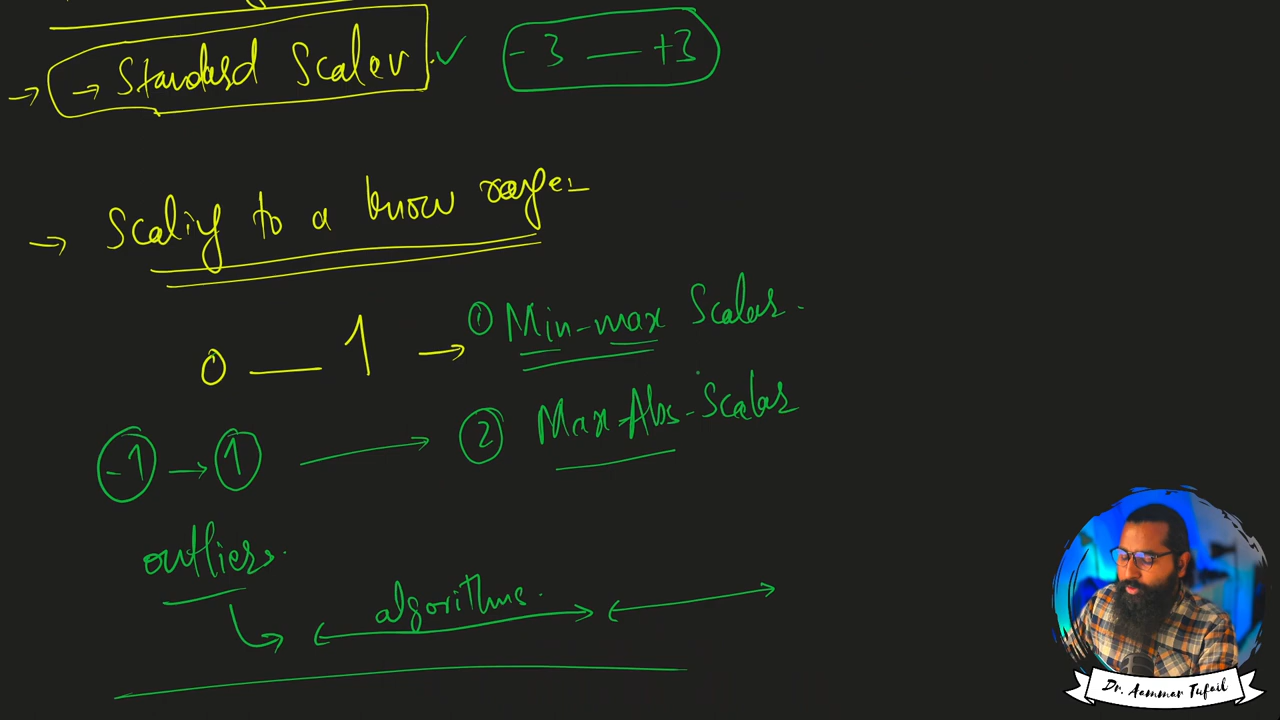 → Standard Scaler ✓ -3 — +3
→ Scaling to a know range
0 — 1 → ① Min-max Scaler.
-1 → 1 → ② Max-Abs-Scaler
outliers.
algorithms.
Dr. Aammar Tufail